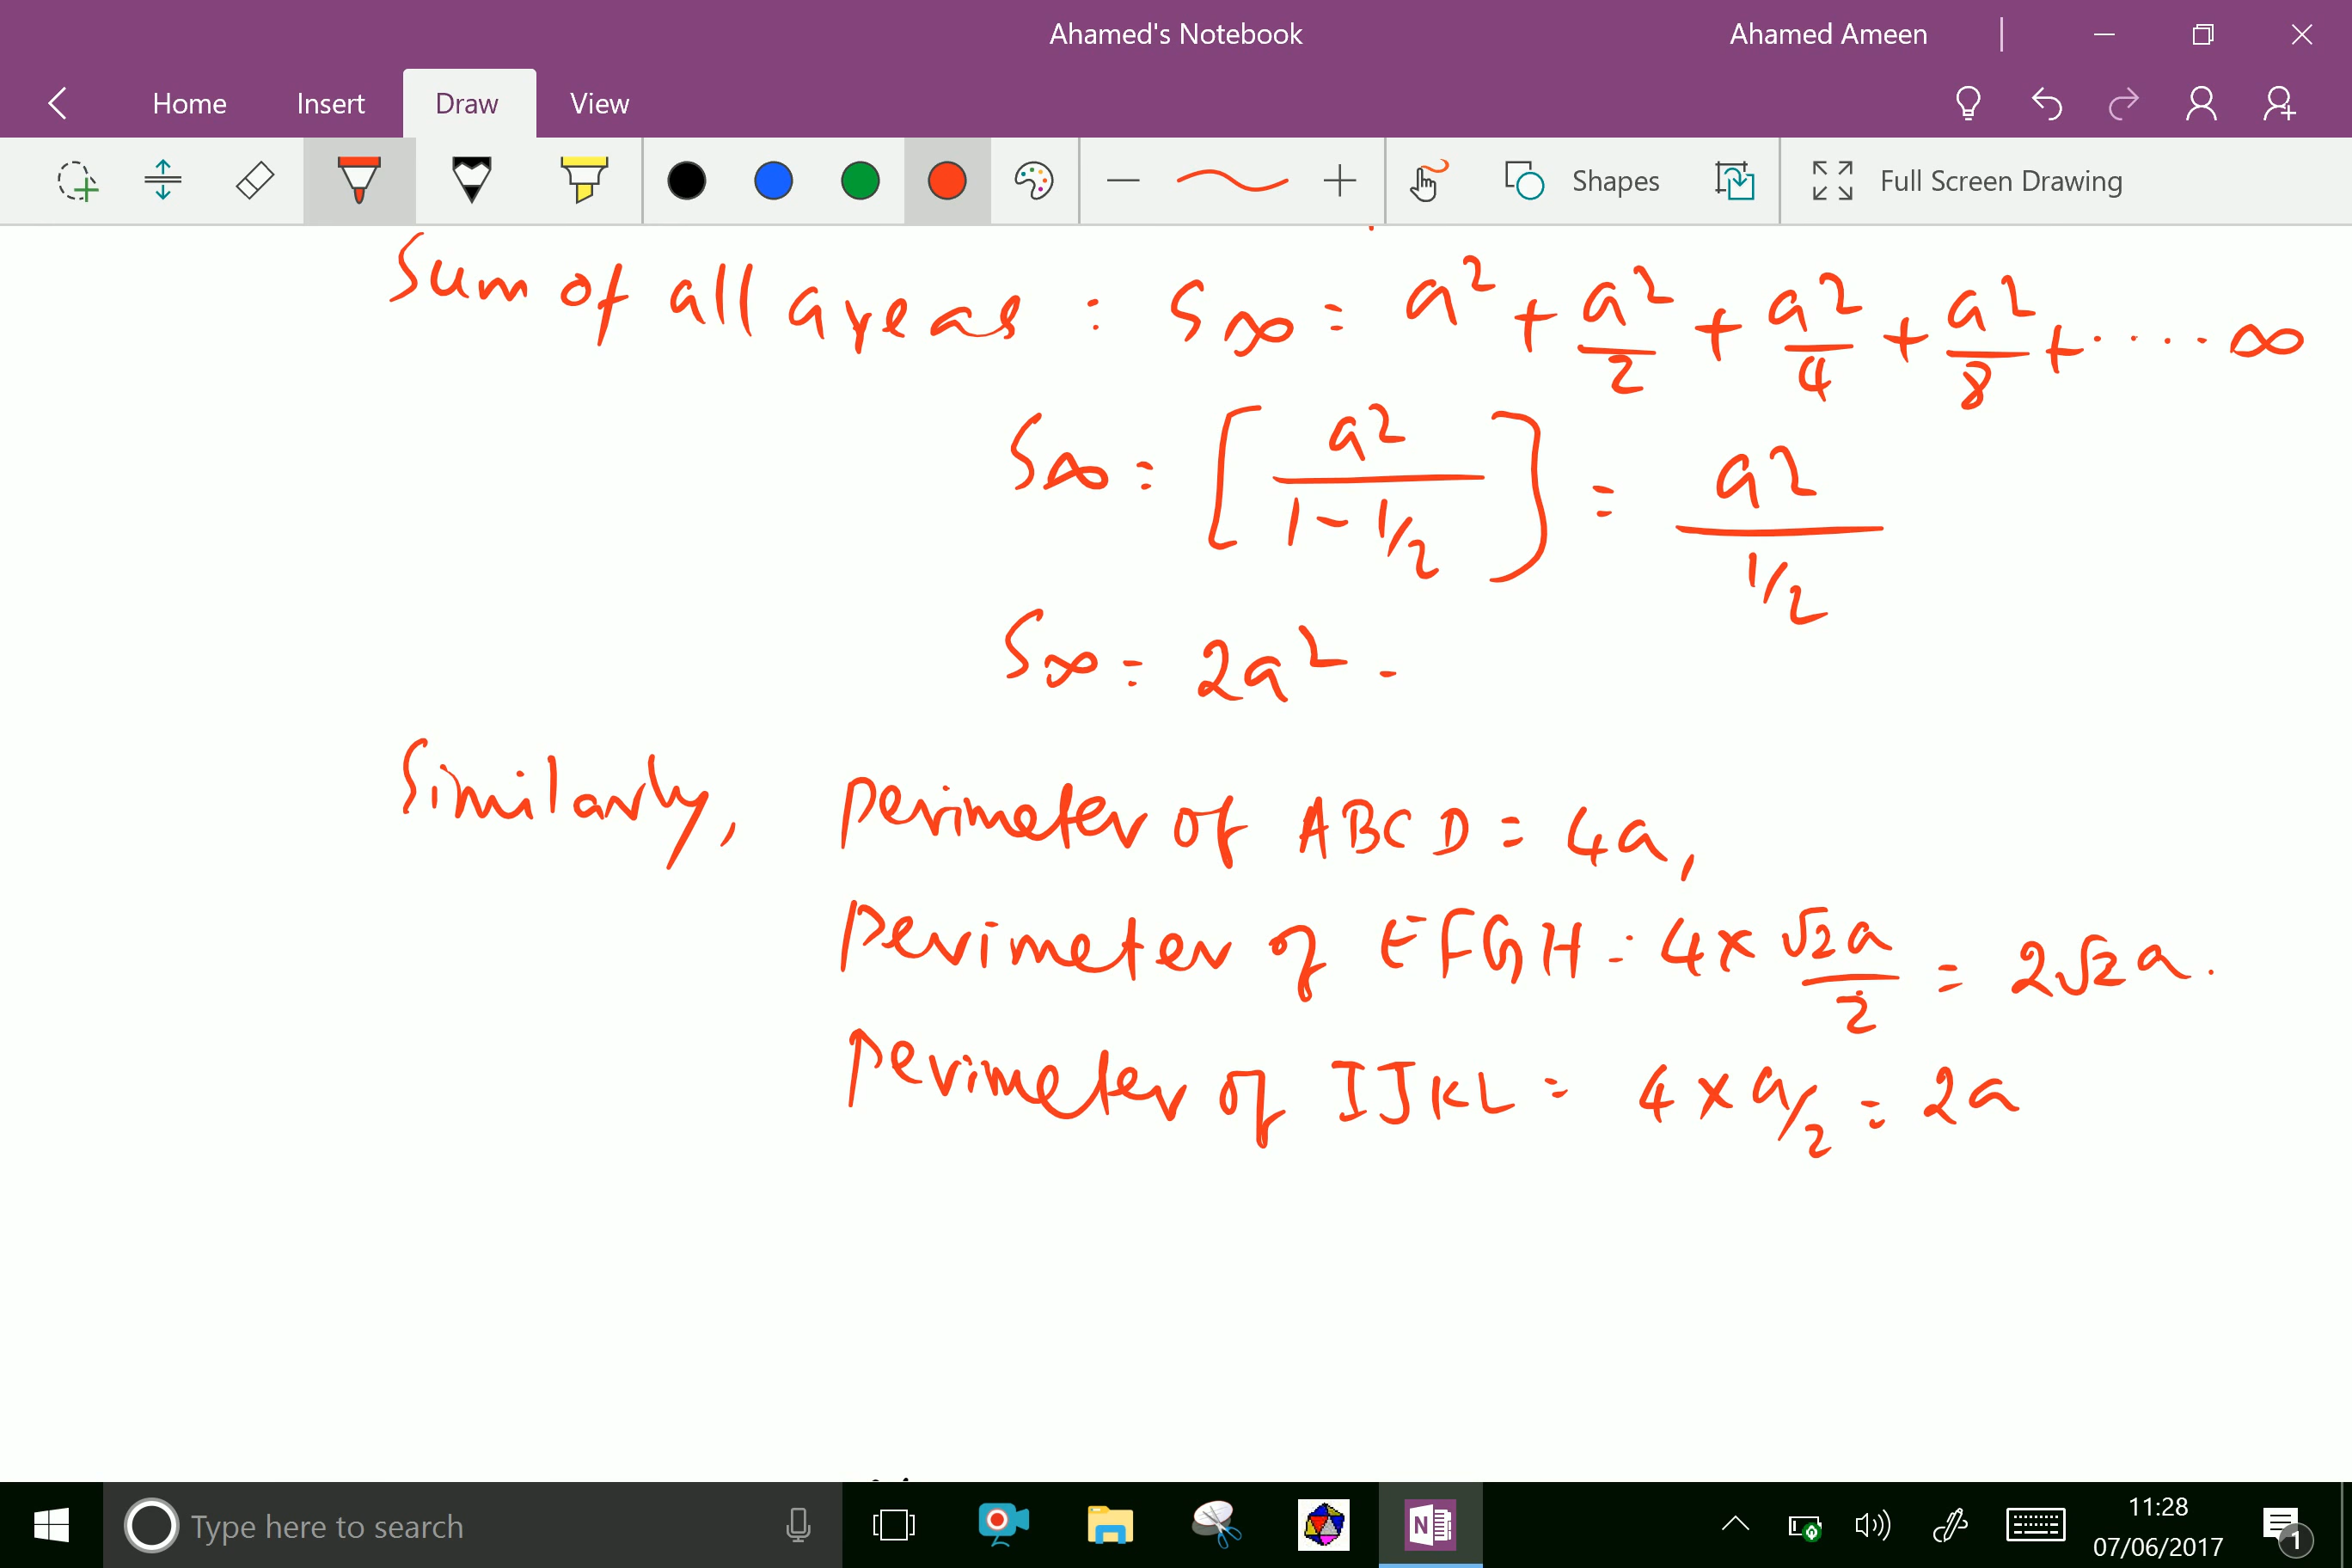 Ahamed's Notebook Ahamed Ameen
Home Insert Draw View
Shapes Full Screen Drawing
Sum of all areas : S∞ = a² + a²/2 + a²/4 + a²/8 + ..... ∞
S∞ = [a²/(1 - 1/2)] = a²/(1/2)
S∞ = 2a² -
Similarly, perimeter of ABCD = 4a,
perimeter of EFGH = 4 × √2a/2 = 2√2a.
perimeter of IJKL = 4 × a/2 = 2a
Type here to search
N
11:28
07/06/2017
1